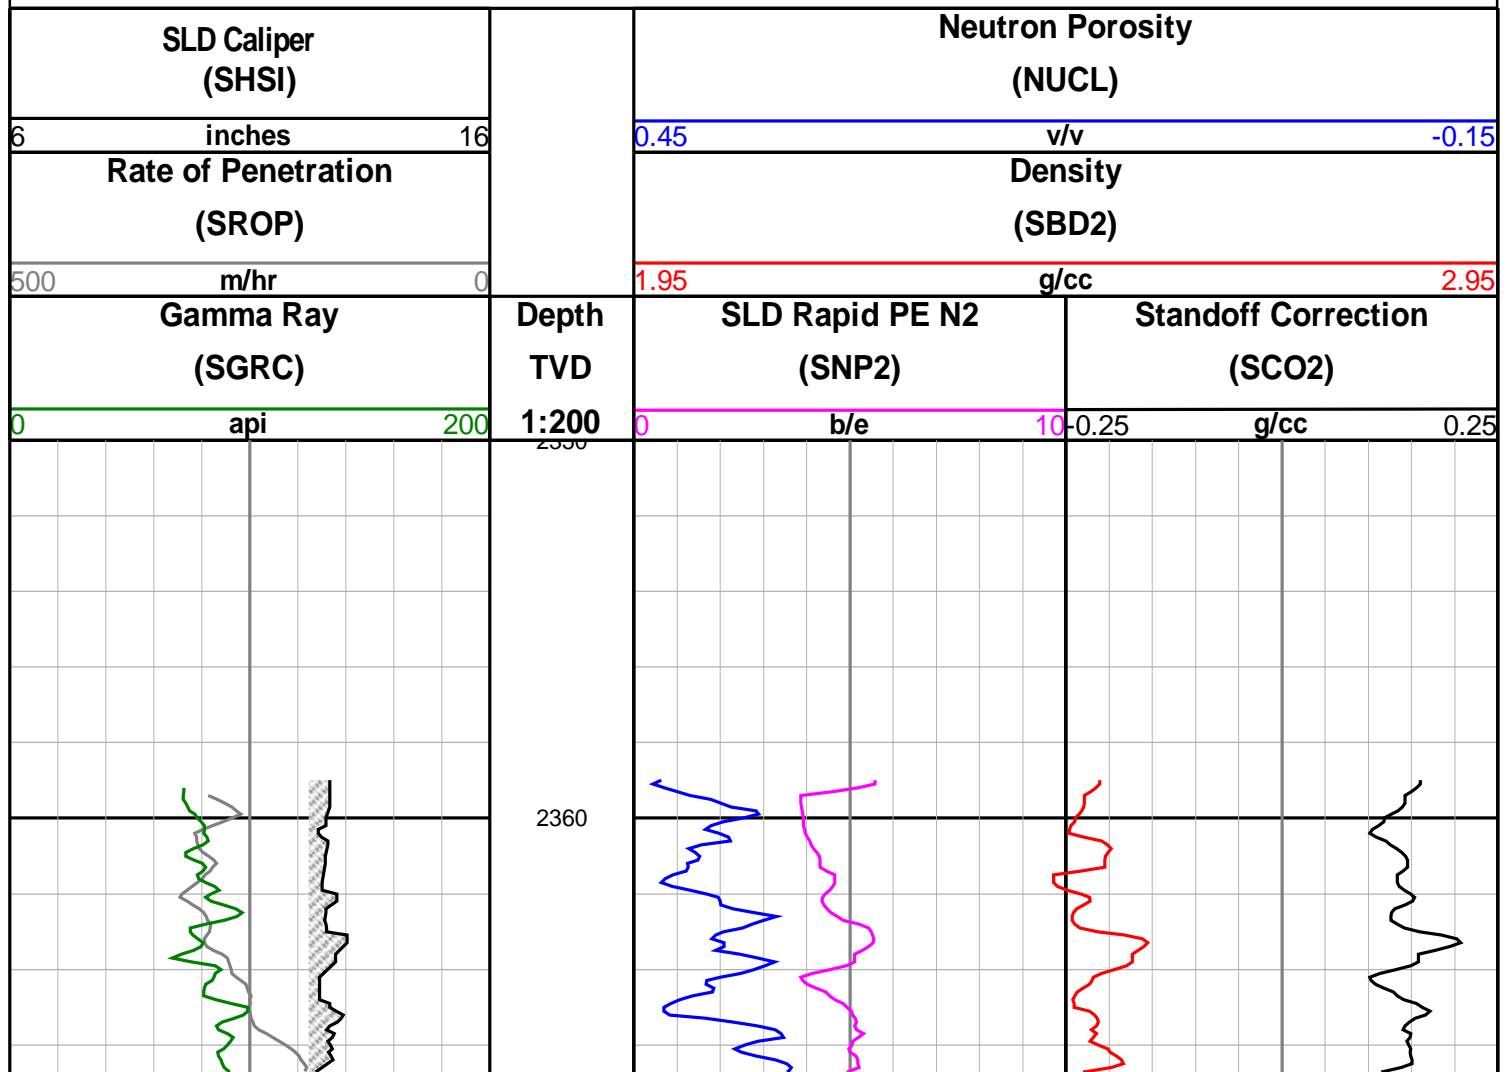 SLD Caliper
(SHSI)
6 inches 16
Rate of Penetration
(SROP)
500 m/hr 0
Gamma Ray
(SGRC)
0 api 200
Depth
TVD
1:200
Neutron Porosity
(NUCL)
0.45 v/v -0.15
Density
(SBD2)
1.95 g/cc 2.95
SLD Rapid PE N2
(SNP2)
0 b/e 10
Standoff Correction
(SCO2)
-0.25 g/cc 0.25
2350
2360